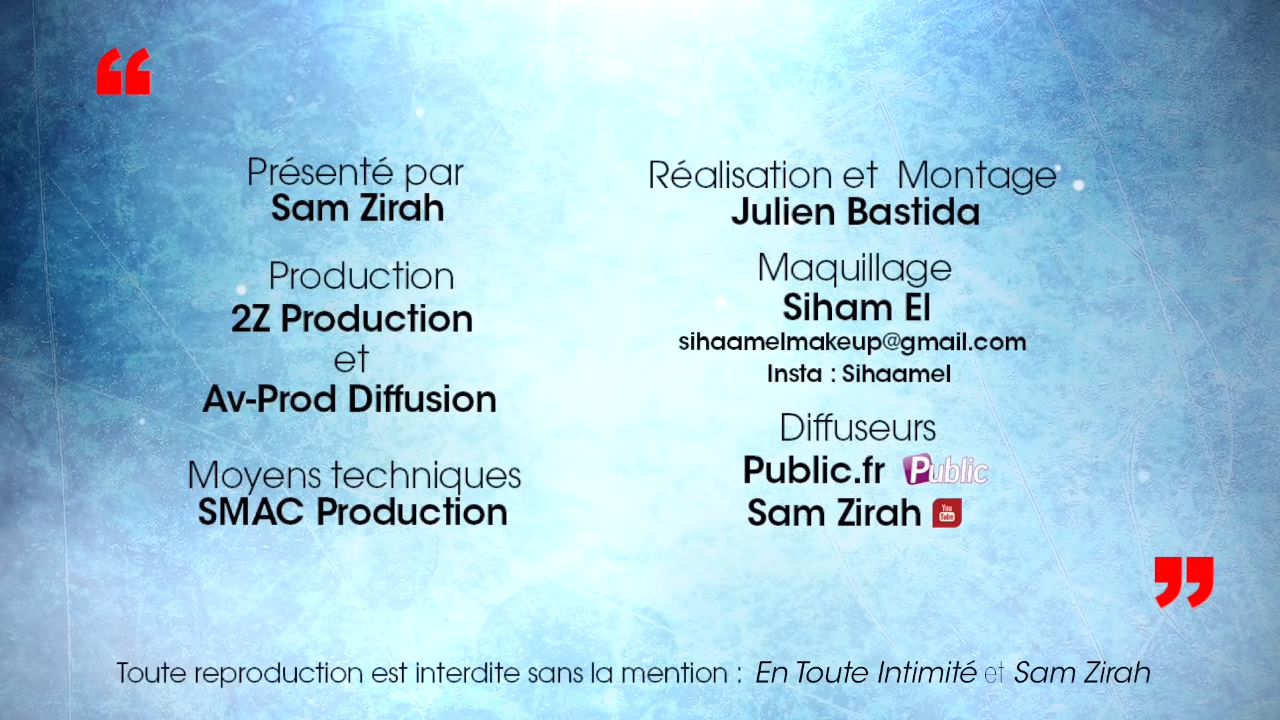 Présenté par
Sam Zirah
Production
2Z Production
et
Av-Prod Diffusion
Moyens techniques
SMAC Production
Réalisation et Montage
Julien Bastida
Maquillage
Siham El
sihaamelmakeup@gmail.com
Insta : Sihaamel
Diffuseurs
Public.fr Public
Sam Zirah You Tube
Toute reproduction est interdite sans la mention : En Toute Intimité et Sam Zirah